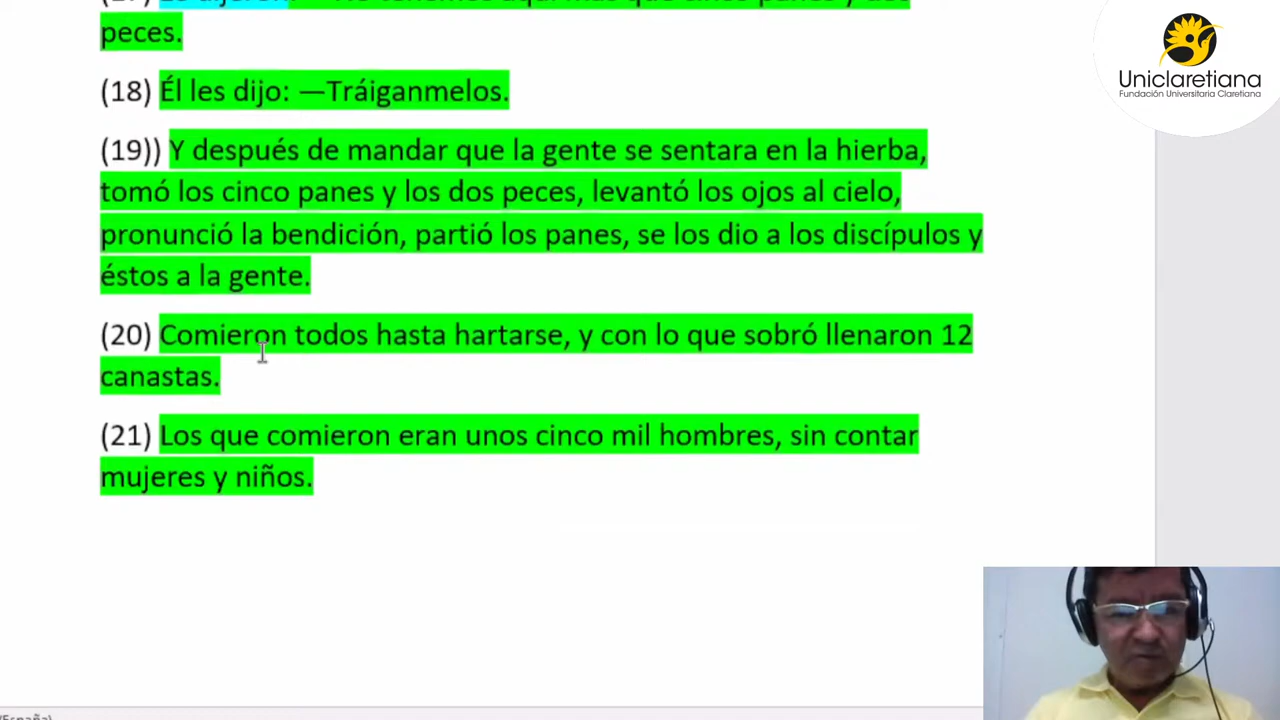 peces.
(18) Él les dijo: —Tráiganmelos.
(19)) Y después de mandar que la gente se sentara en la hierba,
tomó los cinco panes y los dos peces, levantó los ojos al cielo,
pronunció la bendición, partió los panes, se los dio a los discípulos y
éstos a la gente.
(20) Comieron todos hasta hartarse, y con lo que sobró llenaron 12
canastas.
(21) Los que comieron eran unos cinco mil hombres, sin contar
mujeres y niños.
Uniclaretiana
Fundación Universitaria Claretiana